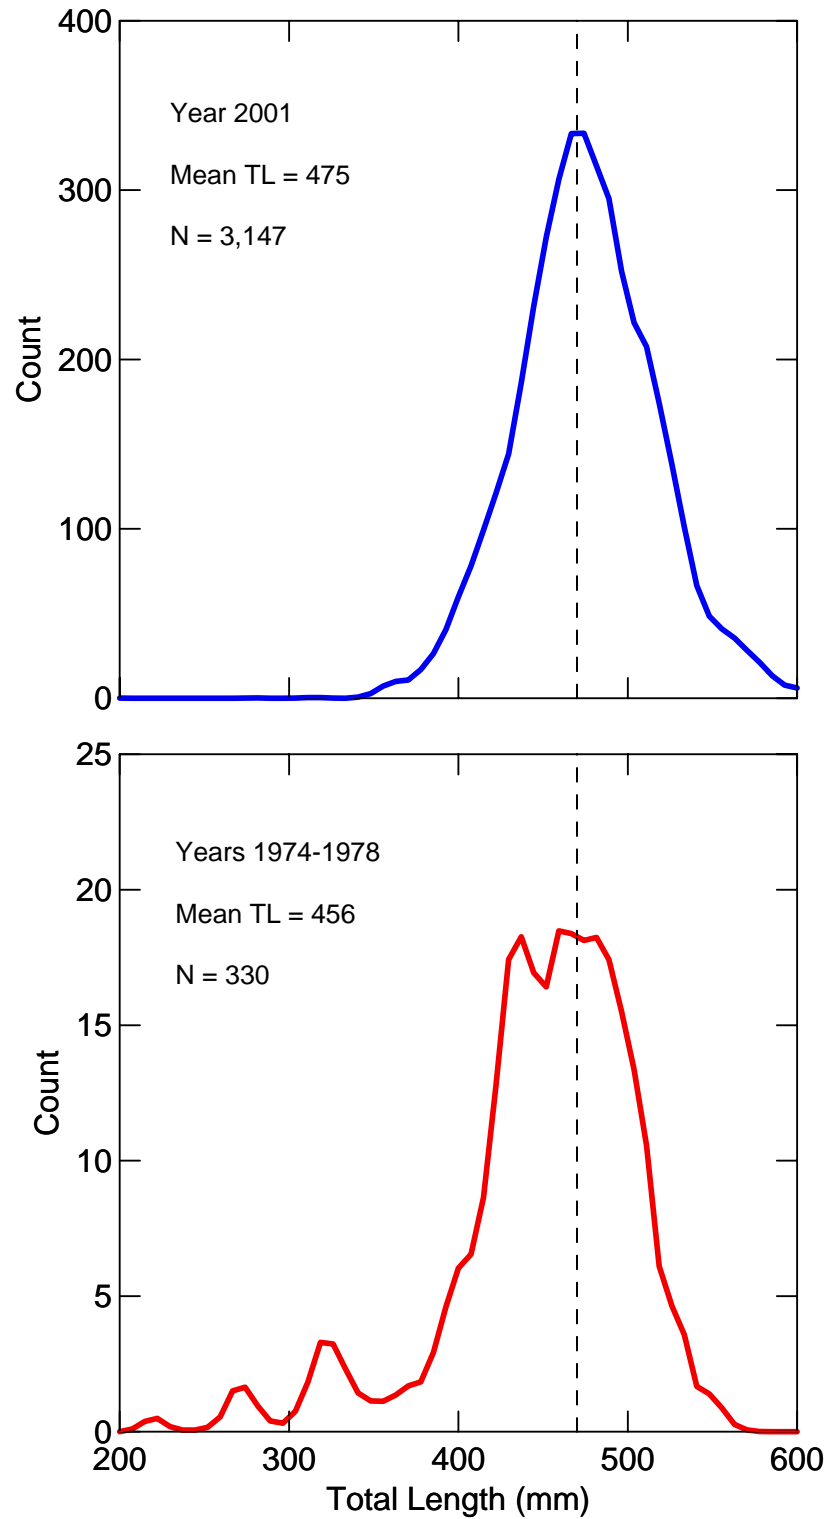 400
300
200
100
0
Count
Year 2001
Mean TL = 475
N = 3,147
25
20
15
10
5
0
Count
Years 1974-1978
Mean TL = 456
N = 330
200 300 400 500 600
Total Length (mm)